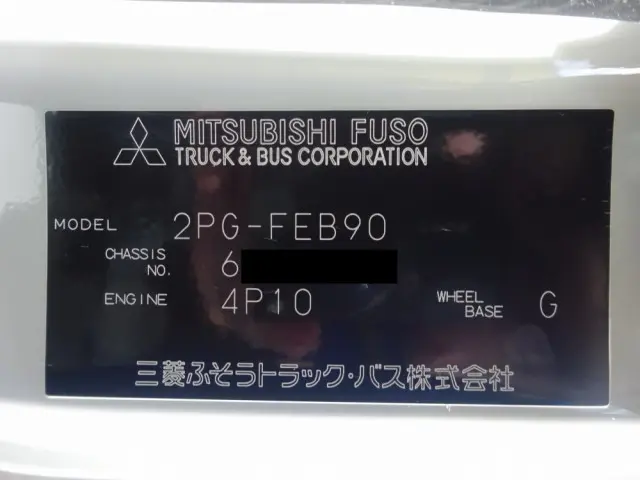 MITSUBISHI FUSO
TRUCK & BUS CORPORATION
MODEL 2PG-FEB90
CHASSIS NO. 6
ENGINE 4P10 WHEEL BASE G
三菱ふそうトラック・バス株式会社